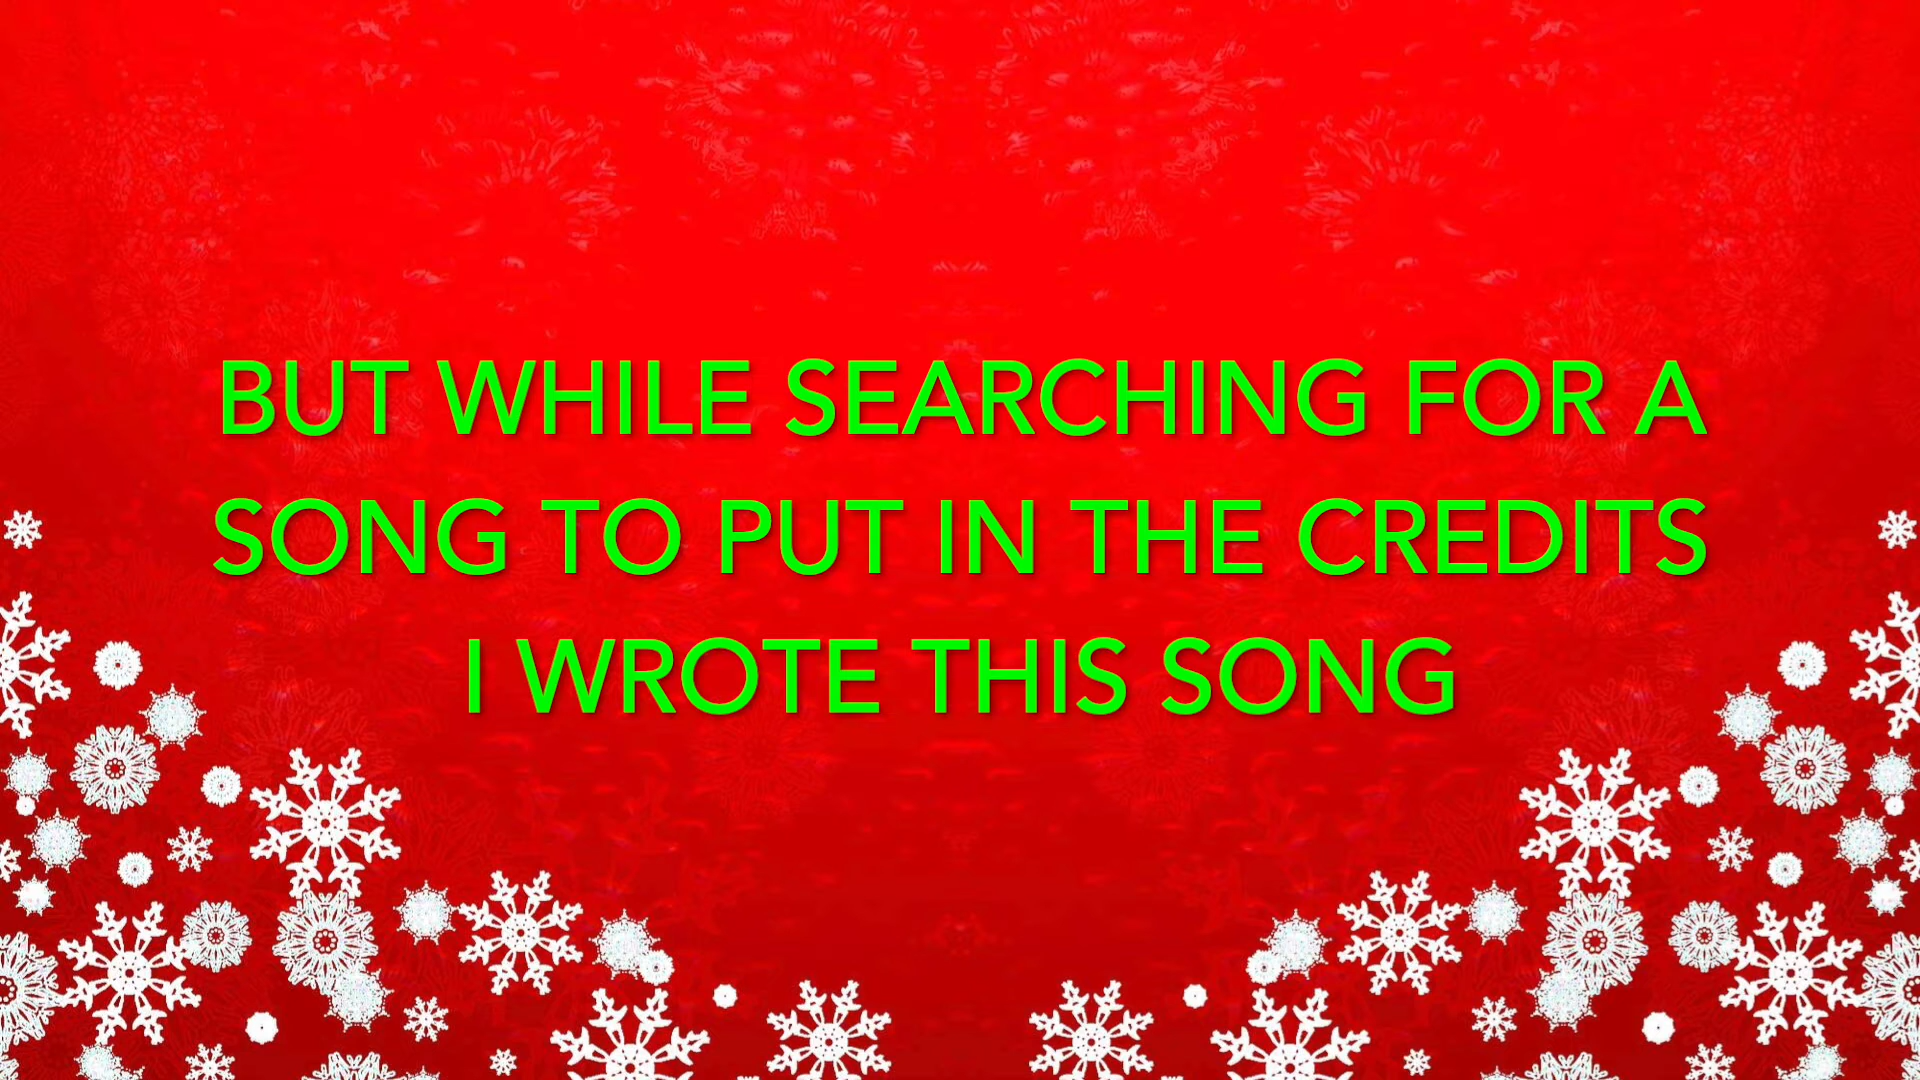 BUT WHILE SEARCHING FOR A
SONG TO PUT IN THE CREDITS
I WROTE THIS SONG